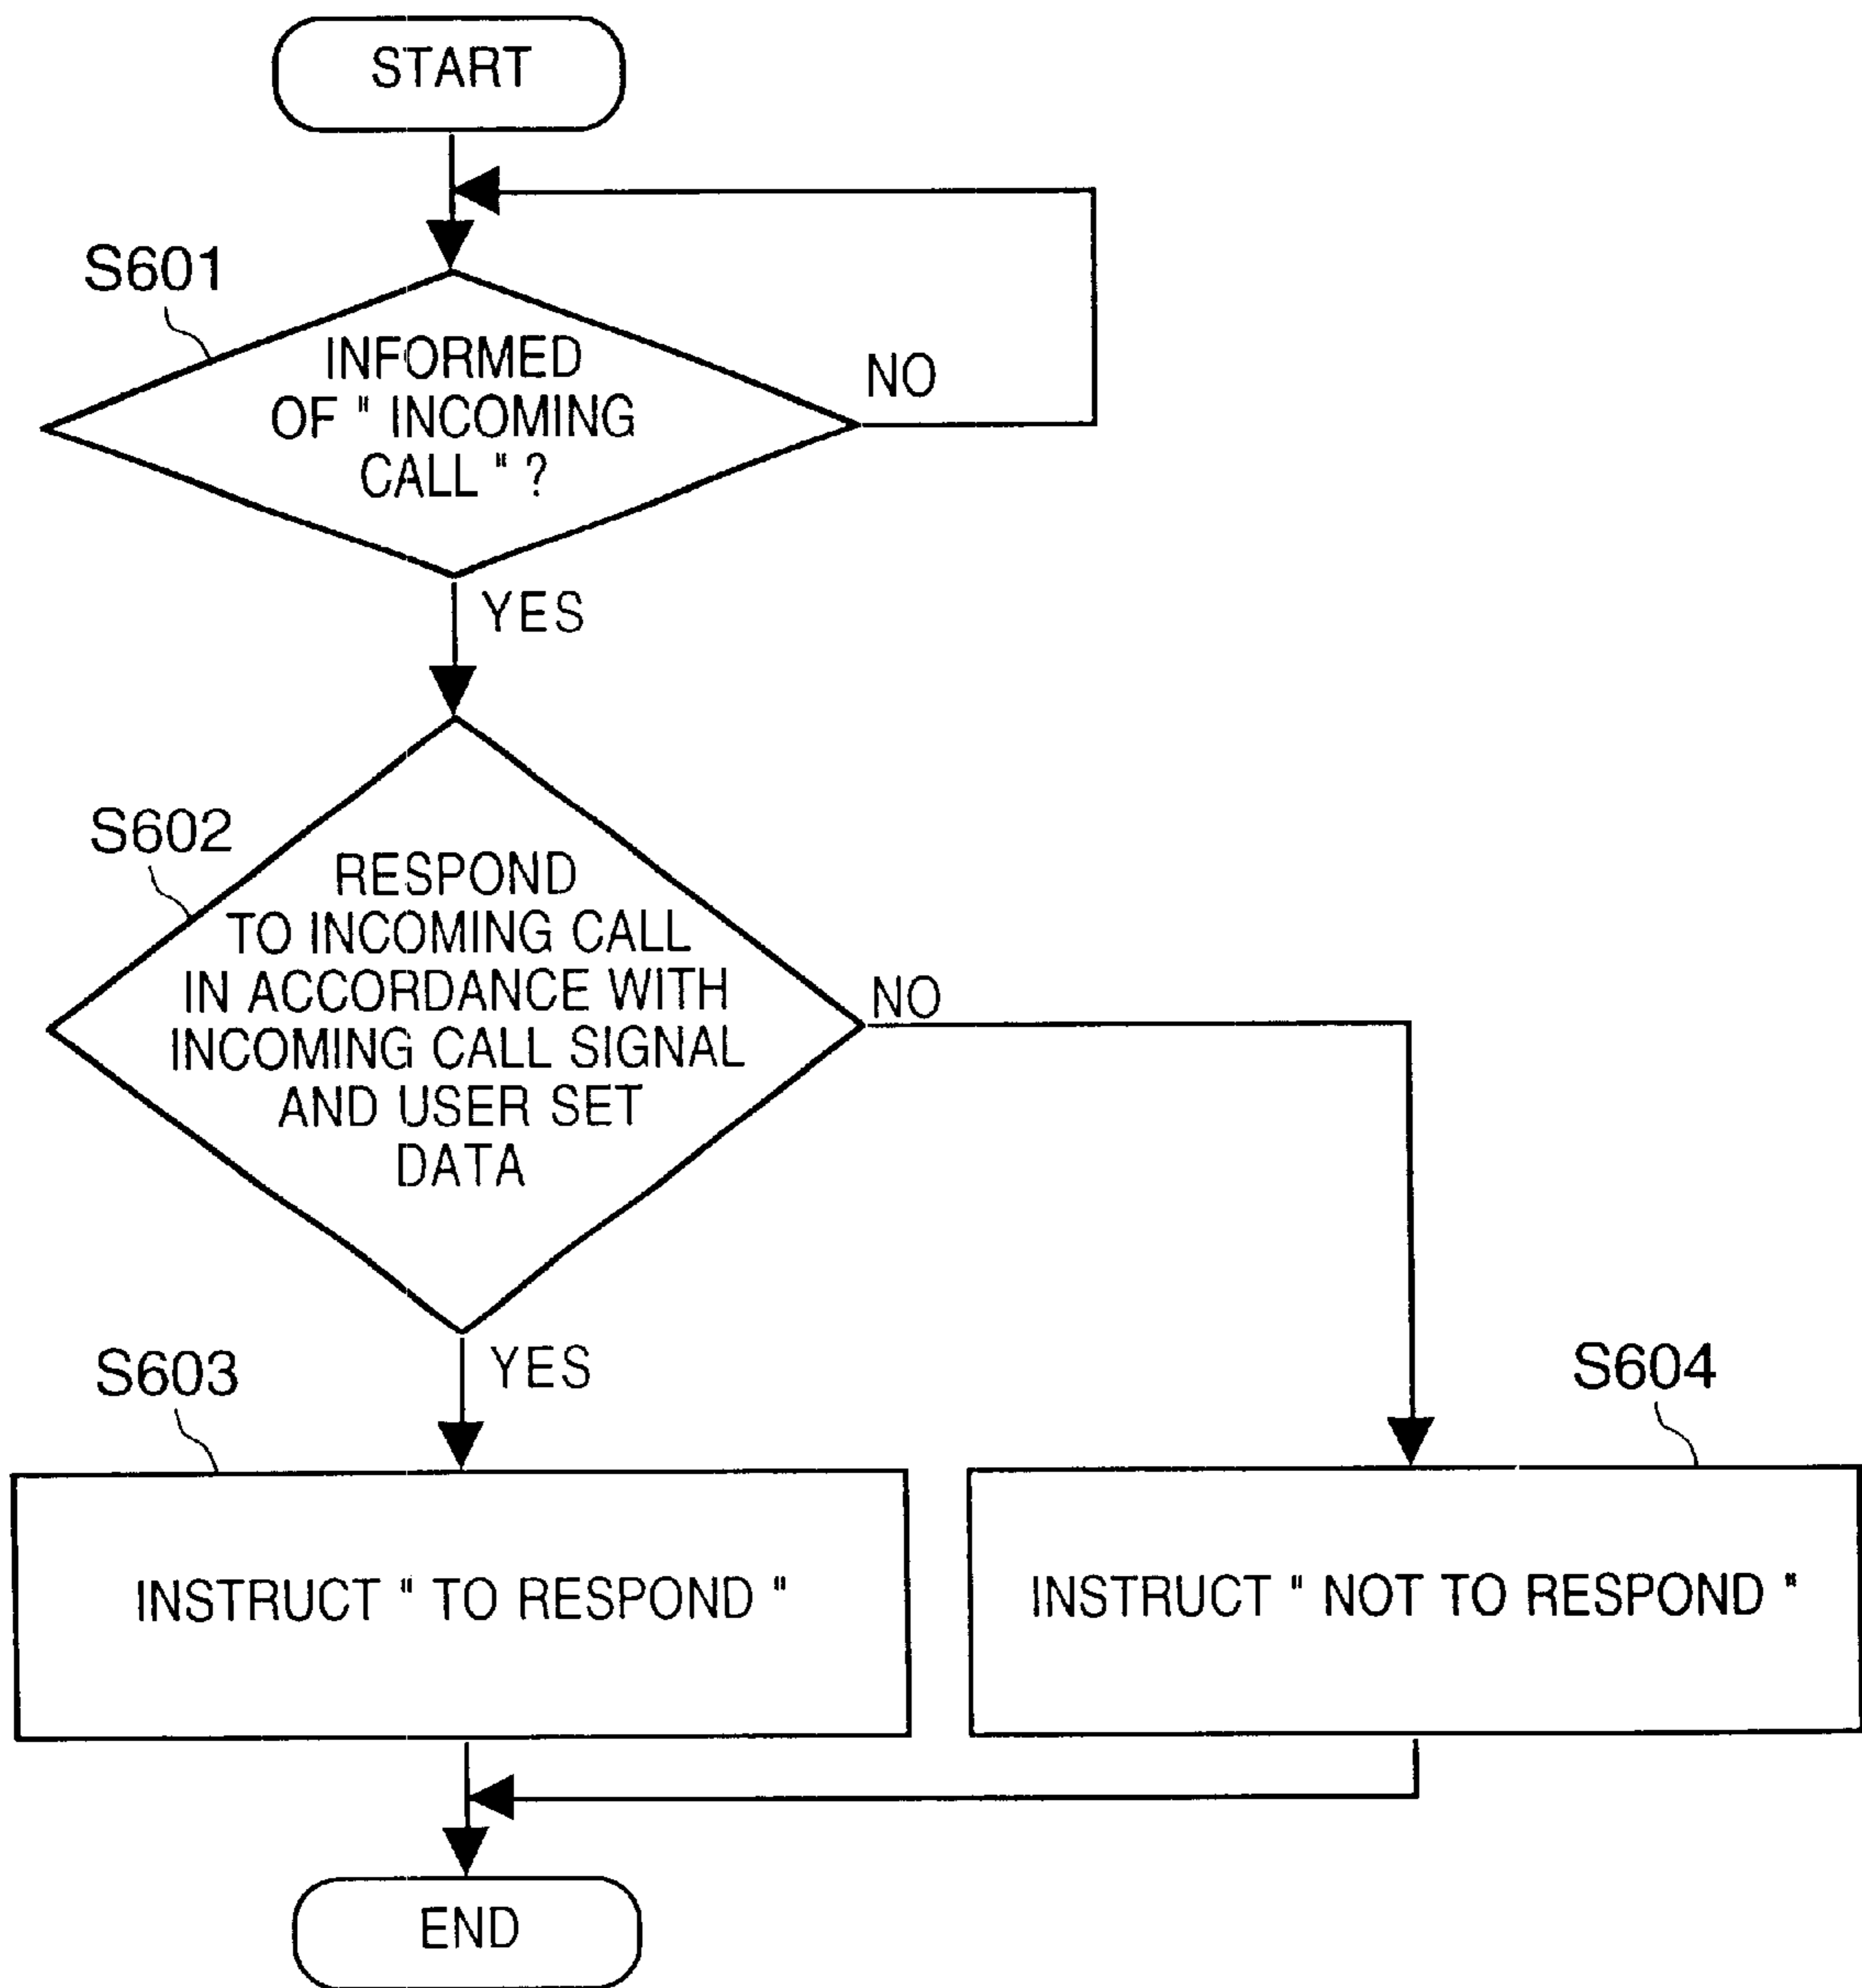 START
S601
INFORMED
OF " INCOMING
CALL " ?
NO
YES
S602
RESPOND
TO INCOMING CALL
IN ACCORDANCE WITH
INCOMING CALL SIGNAL
AND USER SET
DATA
NO
YES
S603
INSTRUCT " TO RESPOND "
S604
INSTRUCT " NOT TO RESPOND "
END